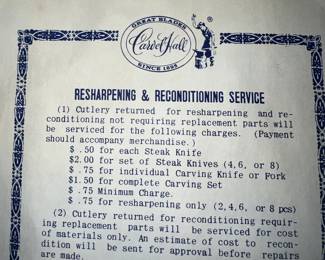 GREAT BLADES
Carvel Hall
®
SINCE 1895
RESHARPENING & RECONDITIONING SERVICE
(1) Cutlery returned for resharpening and re-
conditioning not requiring replacement parts will
be serviced for the following charges. (Payment
should accompany merchandise.)
$ .50 for each Steak Knife
$2.00 for set of Steak Knives (4,6, or 8)
$ .75 for individual Carving Knife or Fork
$1.50 for complete Carving Set
$ .75 Minimum Charge.
$ .75 for resharpening only (2,4,6, or 8 pcs)
(2) Cutlery returned for reconditioning requir-
ing replacement parts will be serviced for cost
of materials only. An estimate of cost to recon-
dition will be sent for approval before repairs
are made.